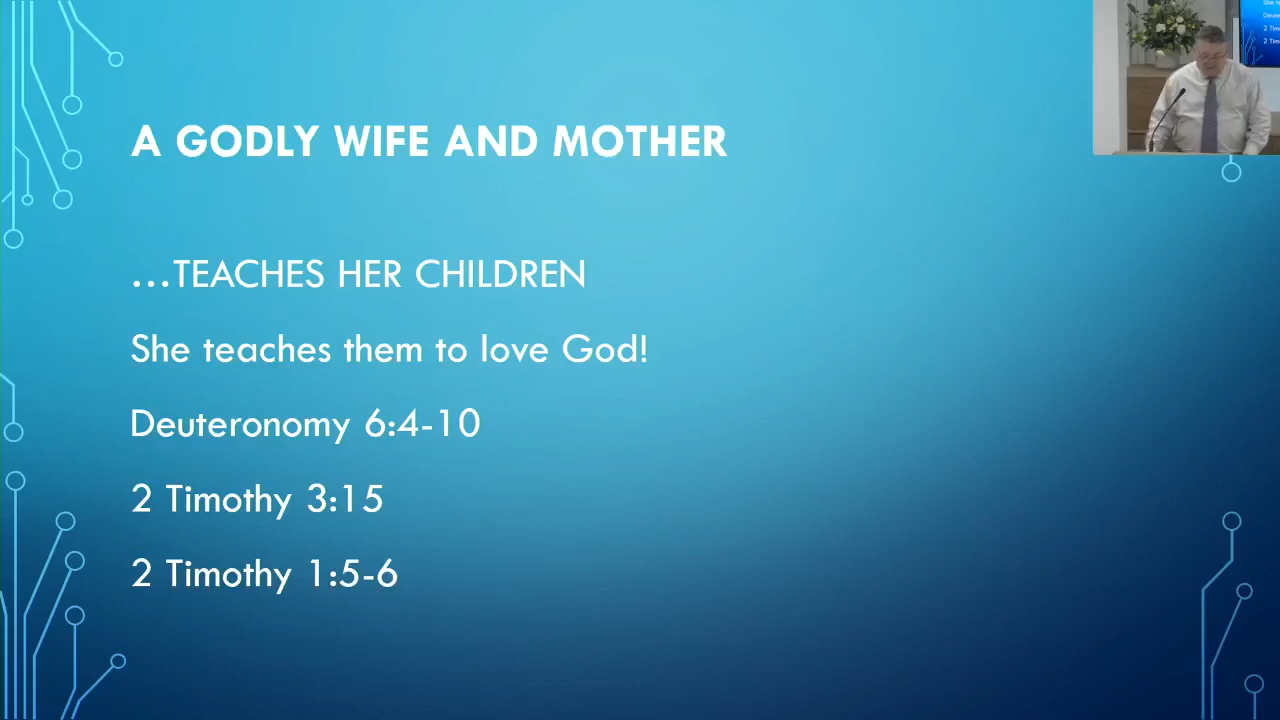 A GODLY WIFE AND MOTHER
...TEACHES HER CHILDREN
She teaches them to love God!
Deuteronomy 6:4-10
2 Timothy 3:15
2 Timothy 1:5-6